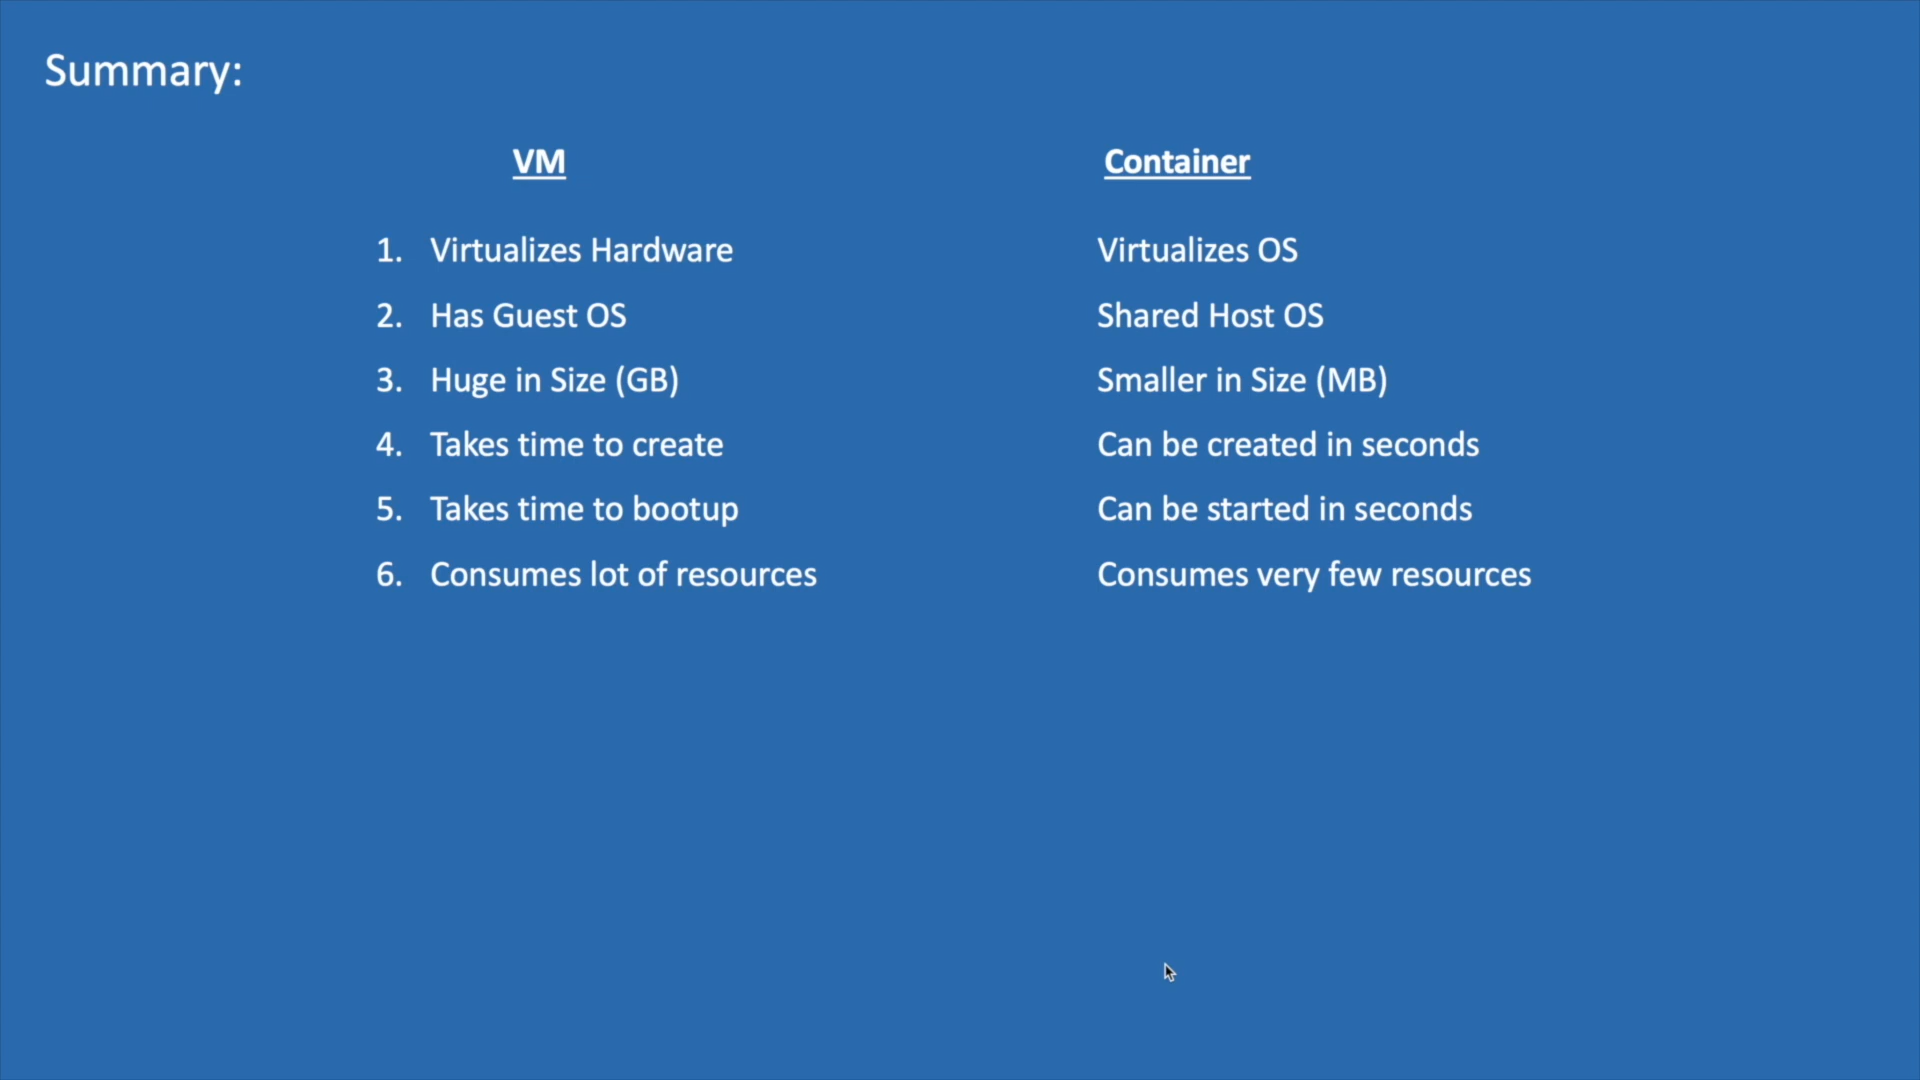 Summary:
VM Container
1. Virtualizes Hardware Virtualizes OS
2. Has Guest OS Shared Host OS
3. Huge in Size (GB) Smaller in Size (MB)
4. Takes time to create Can be created in seconds
5. Takes time to bootup Can be started in seconds
6. Consumes lot of resources Consumes very few resources